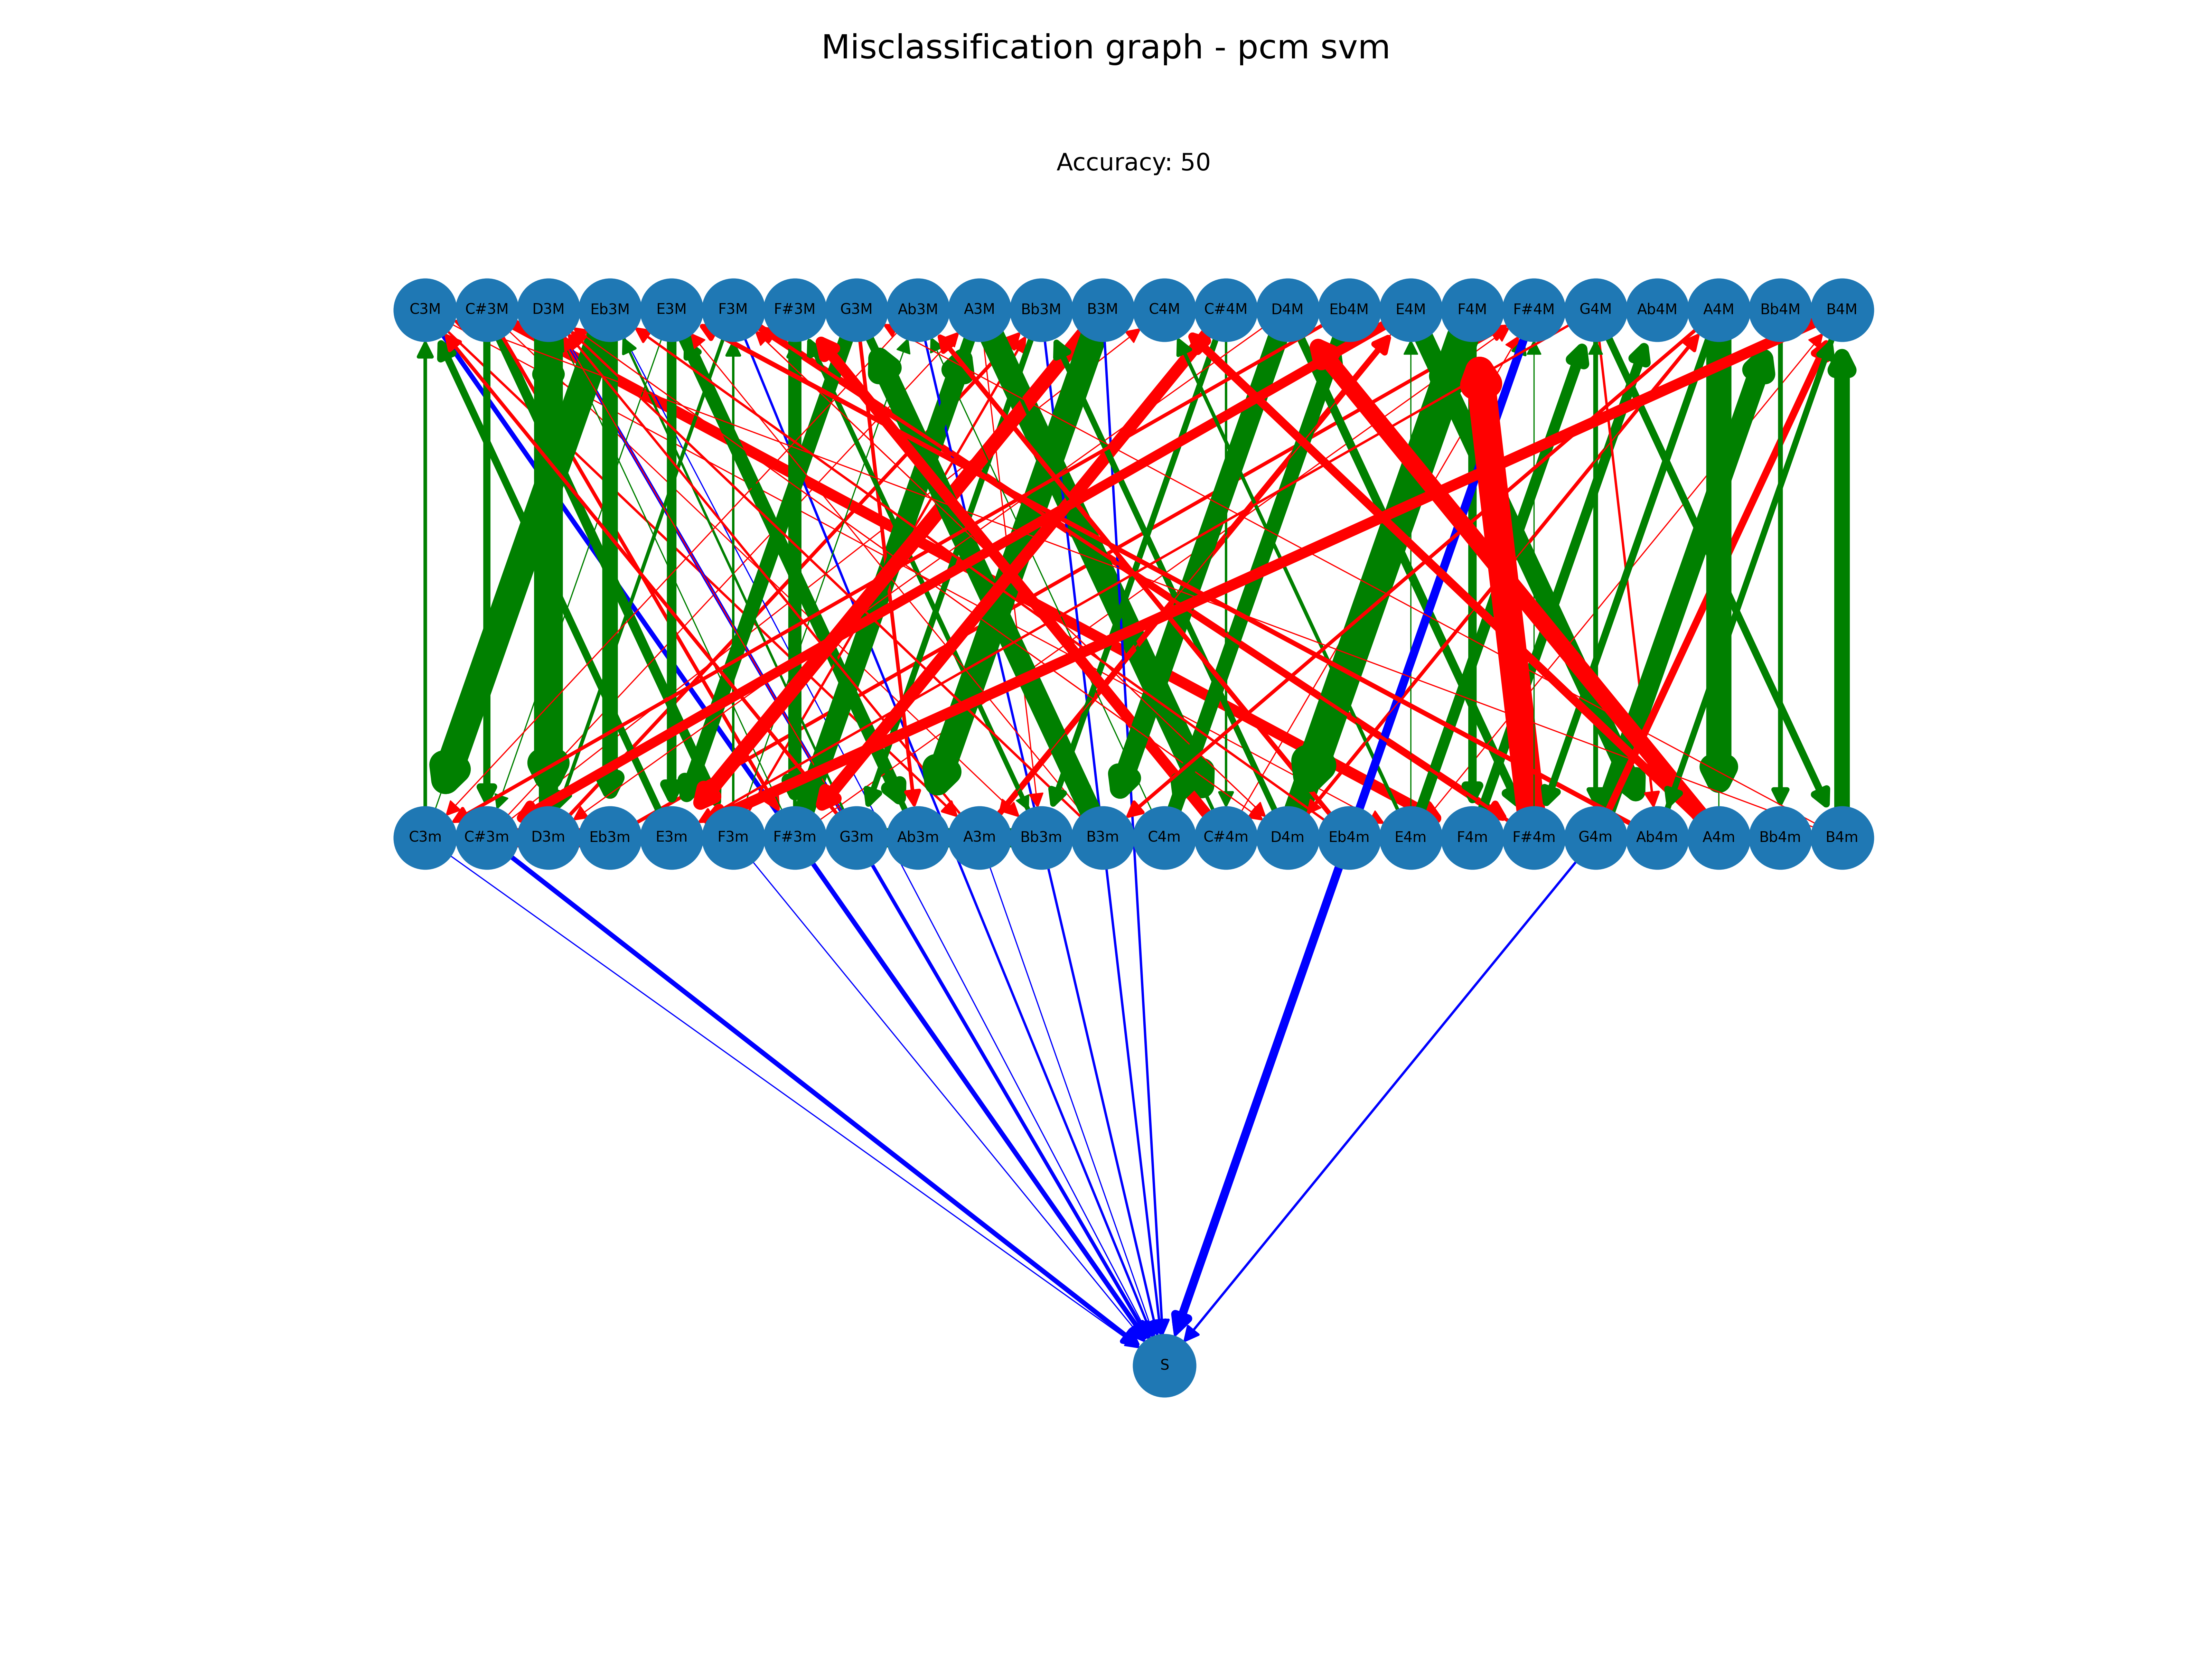 Misclassification graph - pcm svm
Accuracy: 50
C3M C#3M D3M Eb3M E3M F3M F#3M G3M Ab3M A3M Bb3M B3M C4M C#4M D4M Eb4M E4M F4M F#4M G4M Ab4M A4M Bb4M B4M
C3m C#3m D3m Eb3m E3m F3m F#3m G3m Ab3m A3m Bb3m B3m C4m C#4m D4m Eb4m E4m F4m F#4m G4m Ab4m A4m Bb4m B4m
S